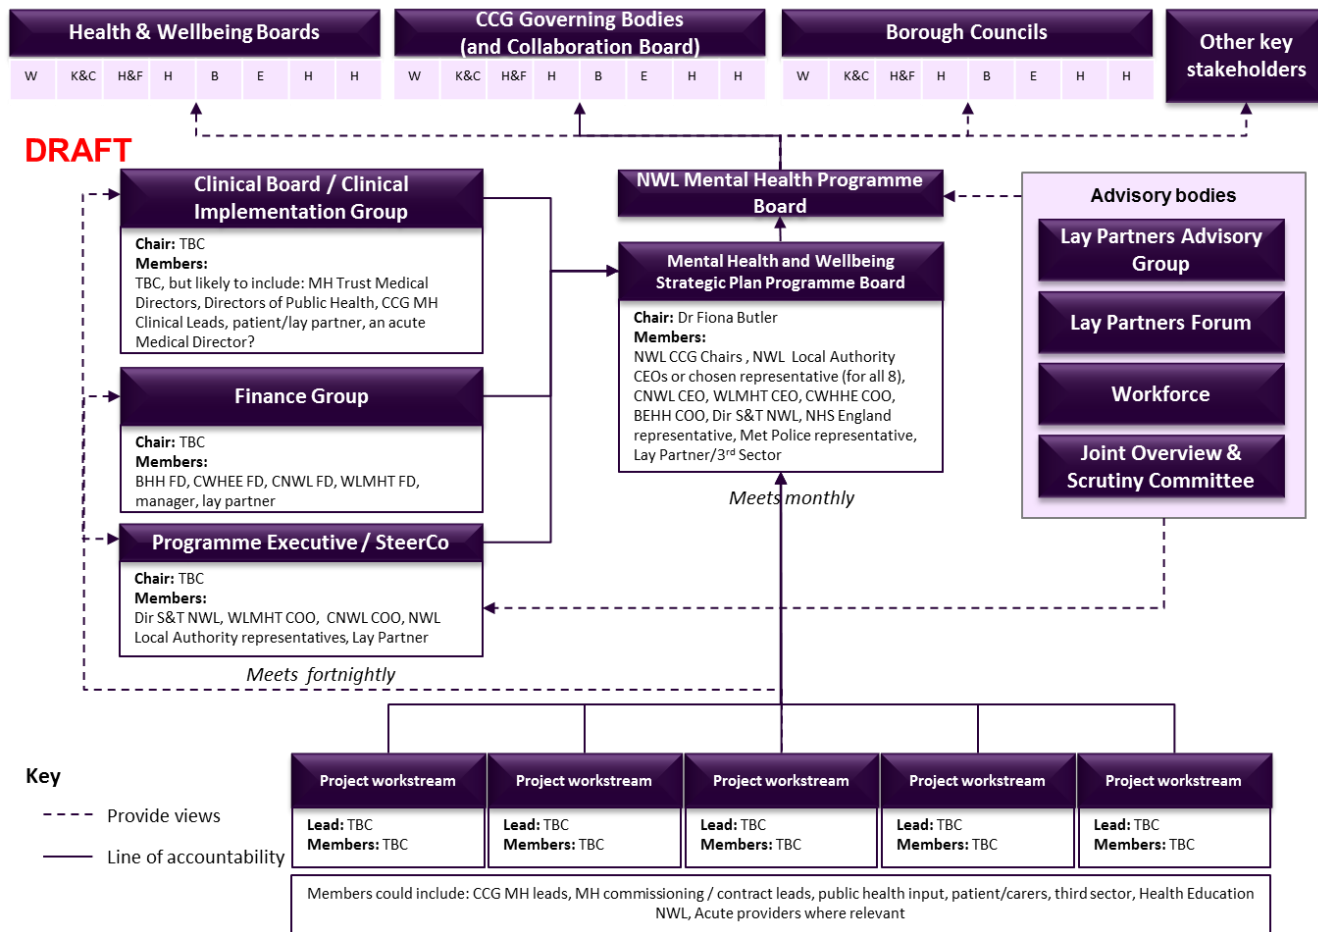 Health & Wellbeing Boards
W K&C H&F H B E H H
CCG Governing Bodies
(and Collaboration Board)
W K&C H&F H B E H H
Borough Councils
W K&C H&F H B E H H
Other key
stakeholders
DRAFT
Clinical Board / Clinical
Implementation Group
Chair: TBC
Members:
TBC, but likely to include: MH Trust Medical
Directors, Directors of Public Health, CCG MH
Clinical Leads, patient/lay partner, an acute
Medical Director?
Finance Group
Chair: TBC
Members:
BHH FD, CWHEE FD, CNWL FD, WLMHT FD,
manager, lay partner
Programme Executive / SteerCo
Chair: TBC
Members:
Dir S&T NWL, WLMHT COO, CNWL COO, NWL
Local Authority representatives, Lay Partner
Meets fortnightly
NWL Mental Health Programme
Board
Mental Health and Wellbeing
Strategic Plan Programme Board
Chair: Dr Fiona Butler
Members:
NWL CCG Chairs , NWL Local Authority
CEOs or chosen representative (for all 8),
CNWL CEO, WLMHT CEO, CWHHE COO,
BEHH COO, Dir S&T NWL, NHS England
representative, Met Police representative,
Lay Partner/3rd Sector
Meets monthly
Advisory bodies
Lay Partners Advisory
Group
Lay Partners Forum
Workforce
Joint Overview &
Scrutiny Committee
Key
Provide views
Line of accountability
Project workstream
Lead: TBC
Members: TBC
Project workstream
Lead: TBC
Members: TBC
Project workstream
Lead: TBC
Members: TBC
Project workstream
Lead: TBC
Members: TBC
Project workstream
Lead: TBC
Members: TBC
Members could include: CCG MH leads, MH commissioning / contract leads, public health input, patient/carers, third sector, Health Education
NWL, Acute providers where relevant